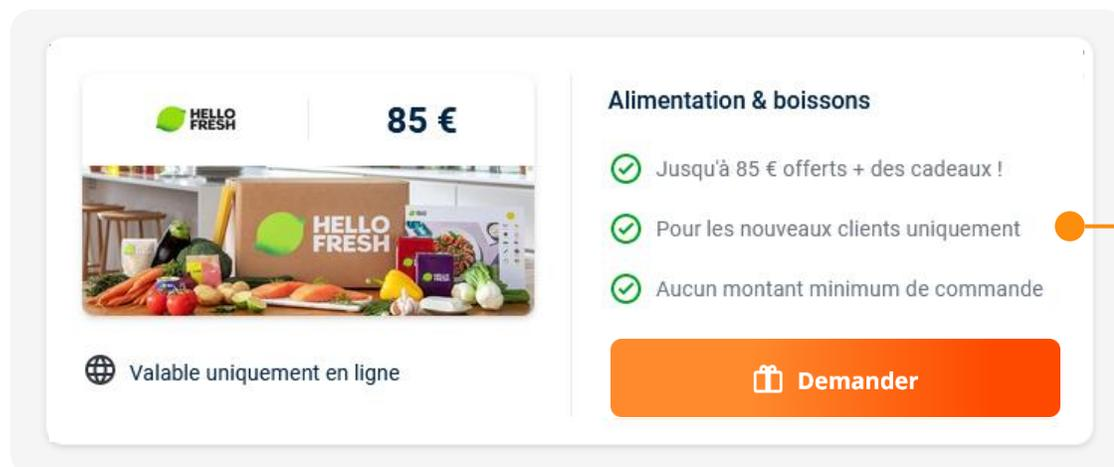 HELLO
FRESH
85 €
HELLO
FRESH
Valable uniquement en ligne
Alimentation & boissons
Jusqu'à 85 € offerts + des cadeaux !
Pour les nouveaux clients uniquement
Aucun montant minimum de commande
Demander